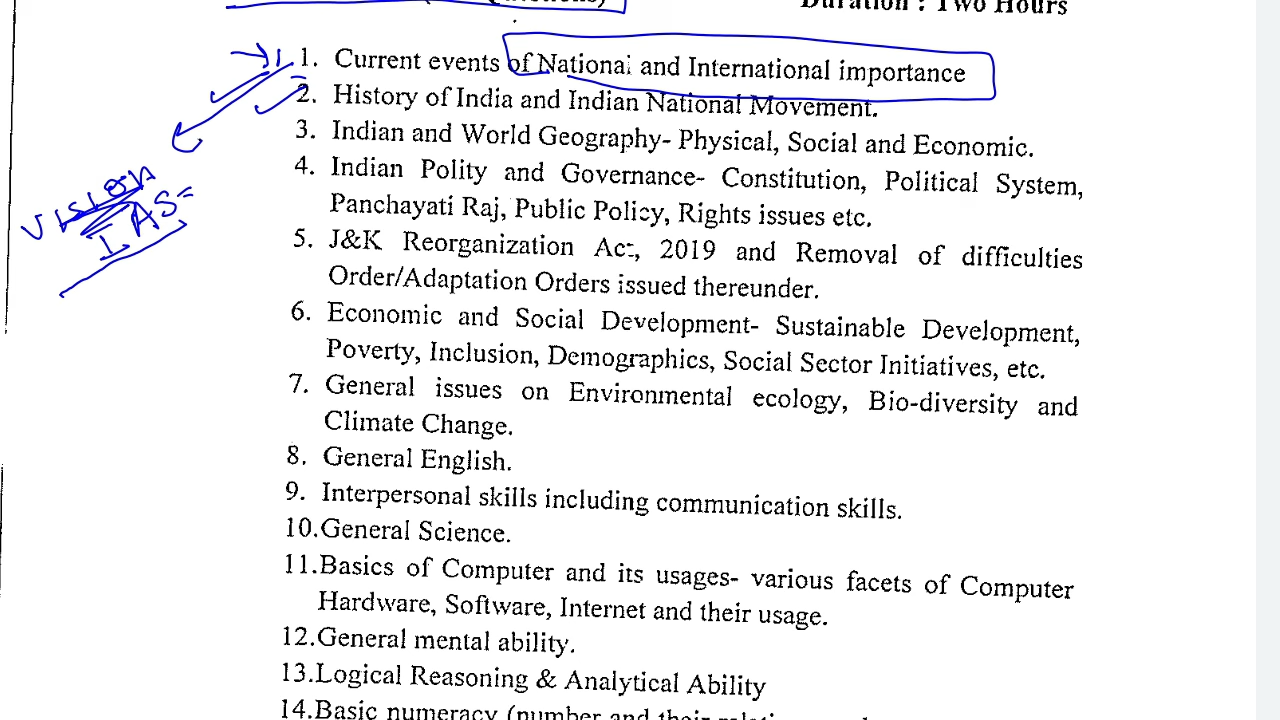 Duration : Two Hours
1. Current events of National and International importance
2. History of India and Indian National Movement.
3. Indian and World Geography- Physical, Social and Economic.
4. Indian Polity and Governance- Constitution, Political System,
Panchayati Raj, Public Policy, Rights issues etc.
5. J&K Reorganization Act, 2019 and Removal of difficulties
Order/Adaptation Orders issued thereunder.
6. Economic and Social Development- Sustainable Development,
Poverty, Inclusion, Demographics, Social Sector Initiatives, etc.
7. General issues on Environmental ecology, Bio-diversity and
Climate Change.
8. General English.
9. Interpersonal skills including communication skills.
10.General Science.
11.Basics of Computer and its usages- various facets of Computer
Hardware, Software, Internet and their usage.
12.General mental ability.
13.Logical Reasoning & Analytical Ability
14.Basic numeracy (number and their
vision
IAS